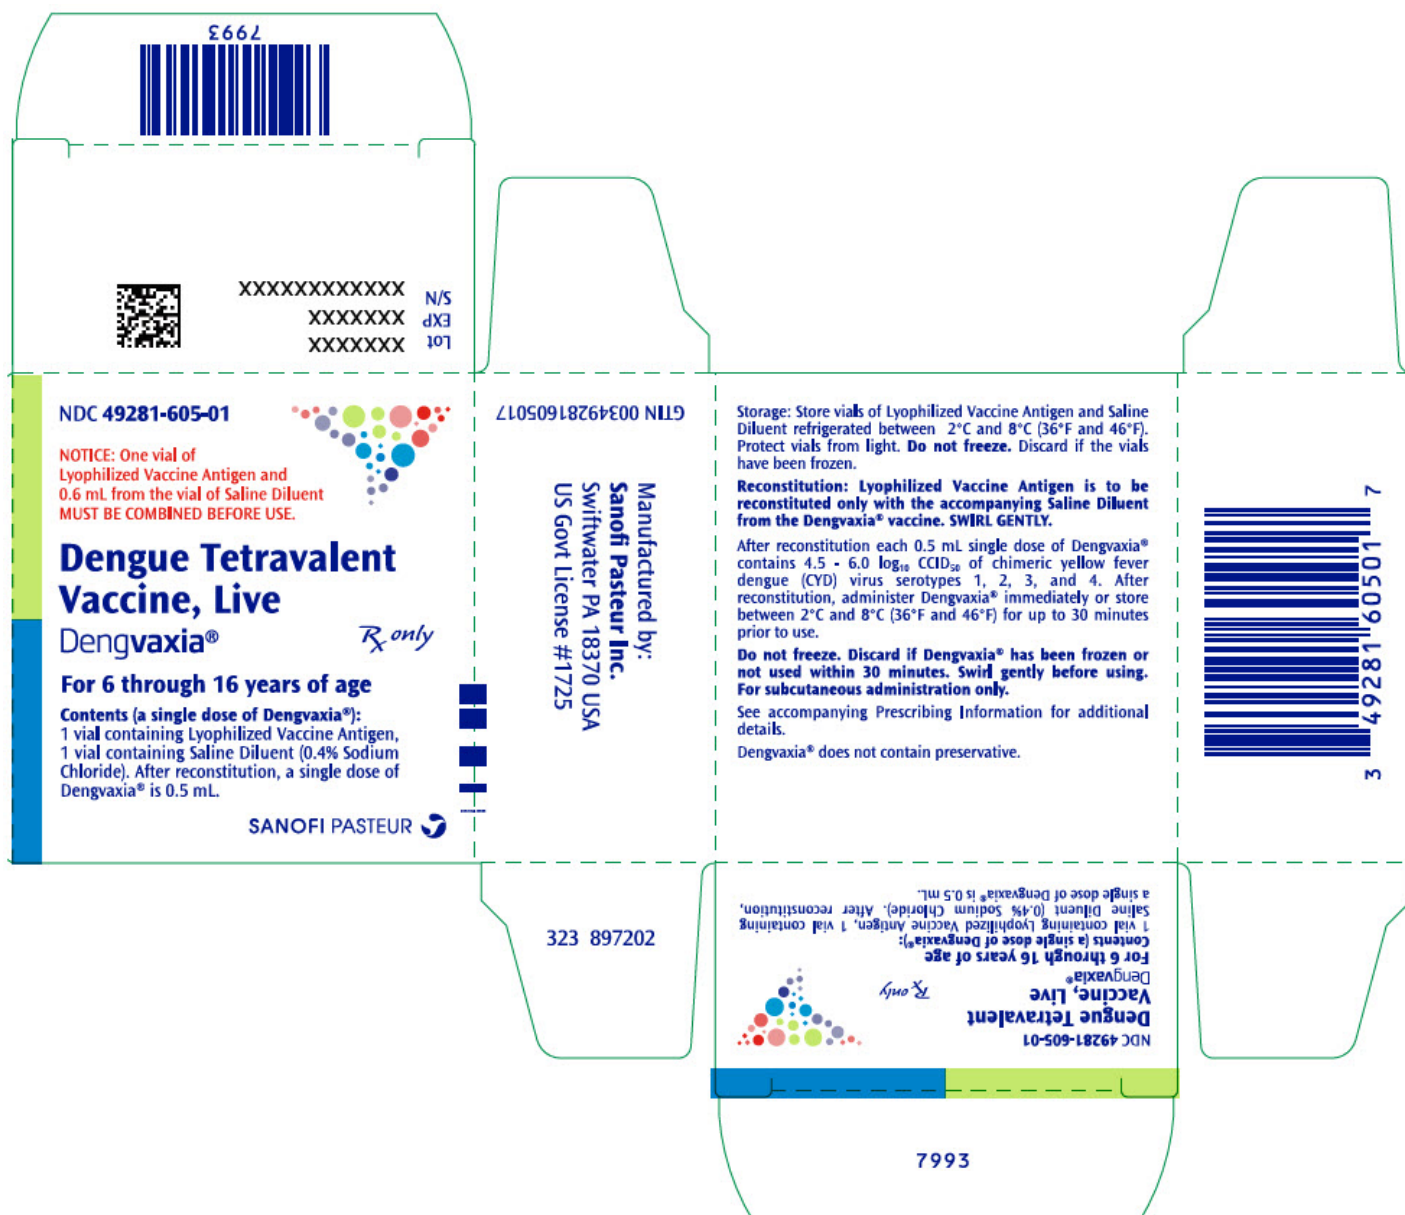 7993
Lot XXXXXXX
EXP XXXXXXX
S/N XXXXXXXXXXXX
NDC 49281-605-01
NOTICE: One vial of
Lyophilized Vaccine Antigen and
0.6 mL from the vial of Saline Diluent
MUST BE COMBINED BEFORE USE.
Dengue Tetravalent
Vaccine, Live
Dengvaxia®
Rx only
For 6 through 16 years of age
Contents (a single dose of Dengvaxia®):
1 vial containing Lyophilized Vaccine Antigen,
1 vial containing Saline Diluent (0.4% Sodium
Chloride). After reconstitution, a single dose of
Dengvaxia® is 0.5 mL.
SANOFI PASTEUR
GTIN 00349281605017
Manufactured by:
Sanofi Pasteur Inc.
Swiftwater PA 18370 USA
US Govt License #1725
323 897202
Storage: Store vials of Lyophilized Vaccine Antigen and Saline
Diluent refrigerated between 2°C and 8°C (36°F and 46°F).
Protect vials from light. Do not freeze. Discard if the vials
have been frozen.
Reconstitution: Lyophilized Vaccine Antigen is to be
reconstituted only with the accompanying Saline Diluent
from the Dengvaxia® vaccine. SWIRL GENTLY.
After reconstitution each 0.5 mL single dose of Dengvaxia®
contains 4.5 - 6.0 log₁₀ CCID₅₀ of chimeric yellow fever
dengue (CYD) virus serotypes 1, 2, 3, and 4. After
reconstitution, administer Dengvaxia® immediately or store
between 2°C and 8°C (36°F and 46°F) for up to 30 minutes
prior to use.
Do not freeze. Discard if Dengvaxia® has been frozen or
not used within 30 minutes. Swirl gently before using.
For subcutaneous administration only.
See accompanying Prescribing Information for additional
details.
Dengvaxia® does not contain preservative.
3 49281 60501 7
NDC 49281-605-01
Dengue Tetravalent
Vaccine, Live
Dengvaxia®
Rx only
For 6 through 16 years of age
Contents (a single dose of Dengvaxia®):
1 vial containing Lyophilized Vaccine Antigen, 1 vial containing
Saline Diluent (0.4% Sodium Chloride). After reconstitution,
a single dose of Dengvaxia® is 0.5 mL.
7993